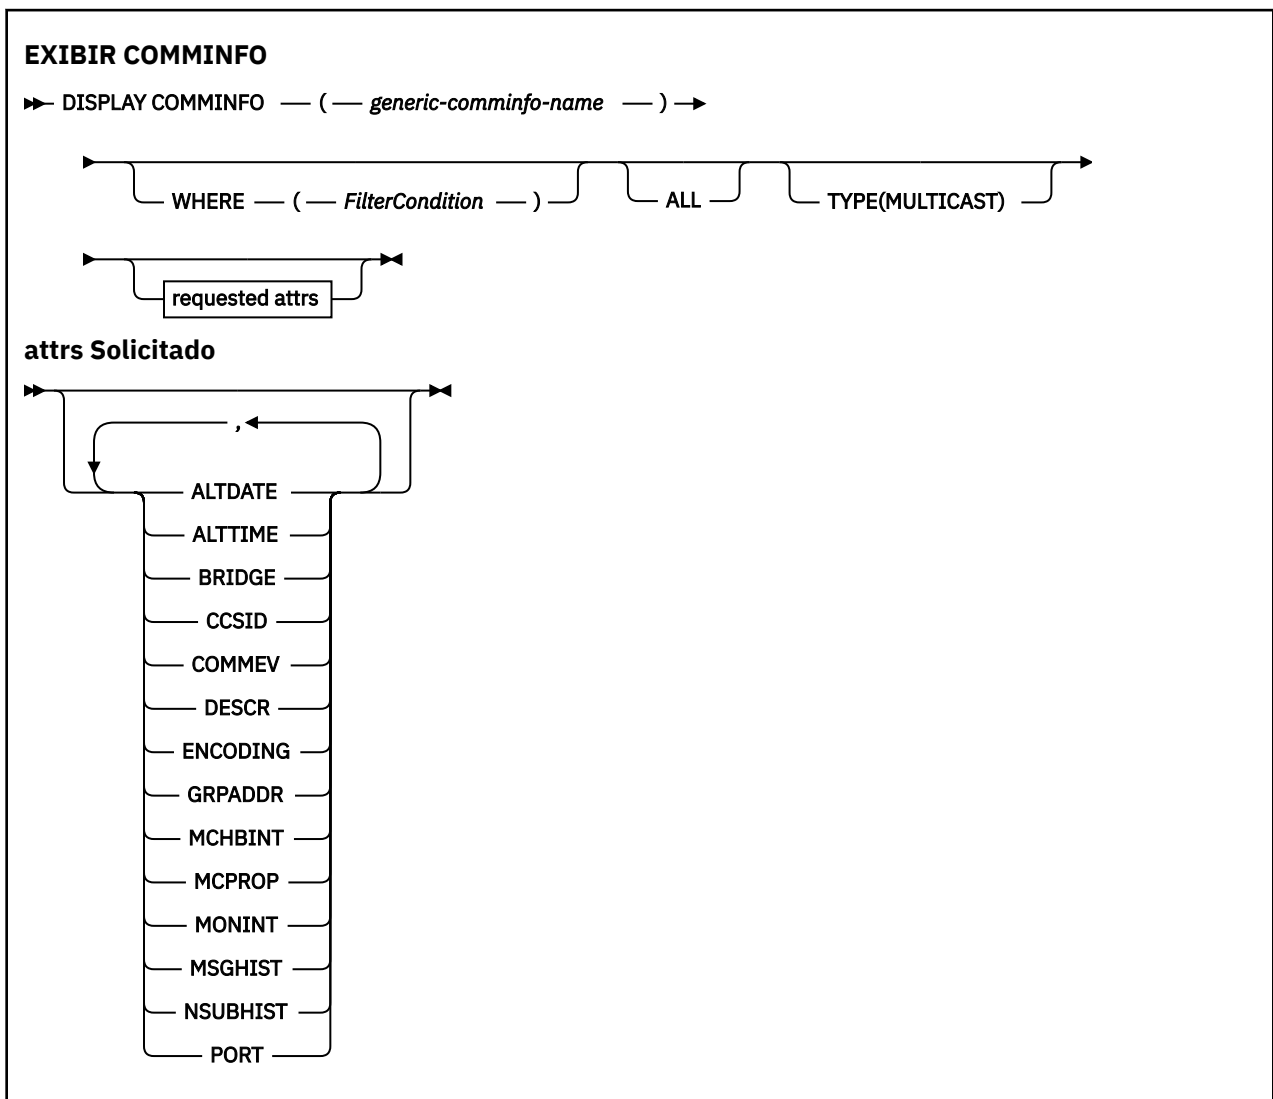 EXIBIR COMMINFO
DISPLAY COMMINFO ( generic-comminfo-name )
WHERE ( FilterCondition ) ALL TYPE(MULTICAST)
requested attrs
attrs Solicitado
,
ALTDATE
ALTTIME
BRIDGE
CCSID
COMMEV
DESCR
ENCODING
GRPADDR
MCHBINT
MCPROP
MONINT
MSGHIST
NSUBHIST
PORT